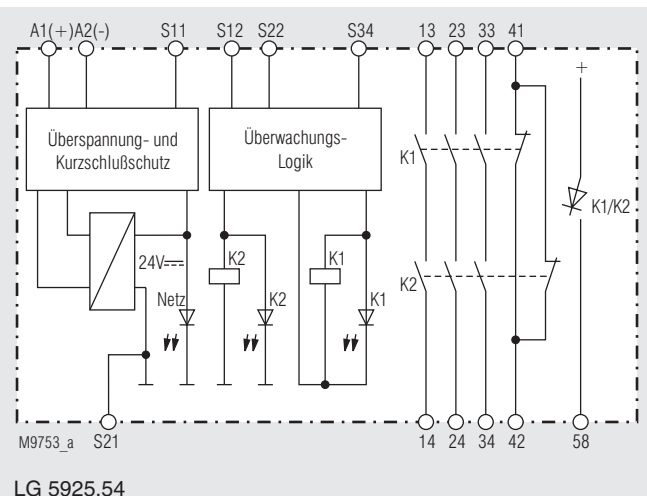 A1(+) A2(-) S11 S12 S22 S34 13 23 33 41
+
Überspannung- und
Kurzschlußschutz
Überwachungs-
Logik
K1
K1/K2
24V
K2
K1
K2
Netz
K2
K1
M9753_a
S21
14
24
34
42
58
LG 5925.54